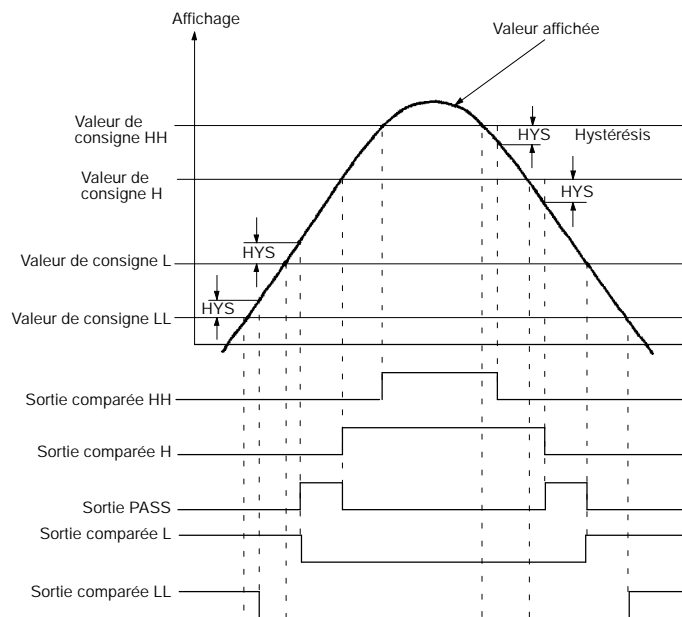 Affichage
Valeur affichée
Valeur de
consigne HH
HYS
Hystérésis
Valeur de
consigne H
HYS
HYS
Valeur de consigne L
HYS
Valeur de consigne LL
Sortie comparée HH
Sortie comparée H
Sortie PASS
Sortie comparée L
Sortie comparée LL